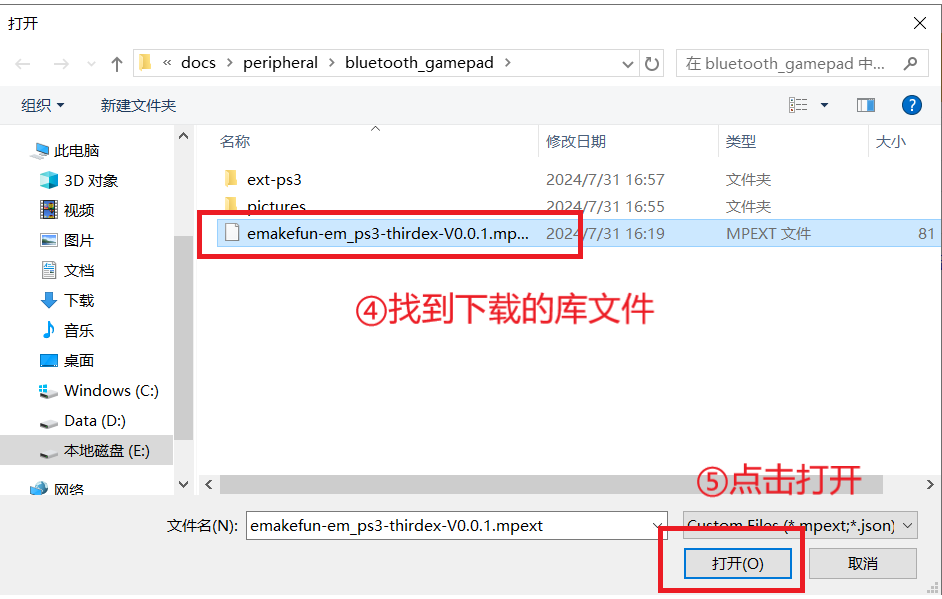 打开
« docs › peripheral › bluetooth_gamepad ›
在 bluetooth_gamepad 中...
组织 新建文件夹
名称 修改日期 类型 大小
此电脑
3D 对象
视频
图片
文档
下载
音乐
桌面
Windows (C:)
Data (D:)
本地磁盘 (E:)
网络
ext-ps3 2024/7/31 16:57 文件夹
pictures 2024/7/31 16:55 文件夹
emakefun-em_ps3-thirdex-V0.0.1.mp... 2024/7/31 16:19 MPEXT 文件 81
④找到下载的库文件
⑤点击打开
文件名(N): emakefun-em_ps3-thirdex-V0.0.1.mpext
Custom Files (*.mpext;*.json)
打开(O) 取消